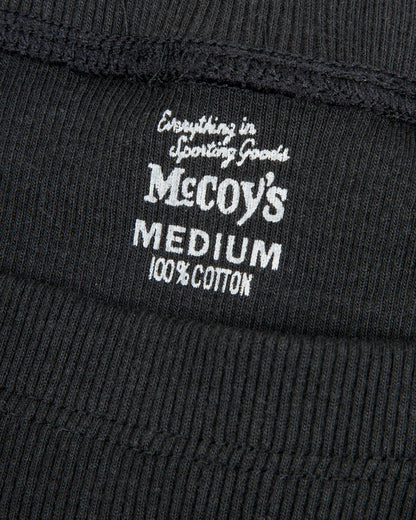 Everything in
Sporting Goods
McCoy's
MEDIUM
100% COTTON